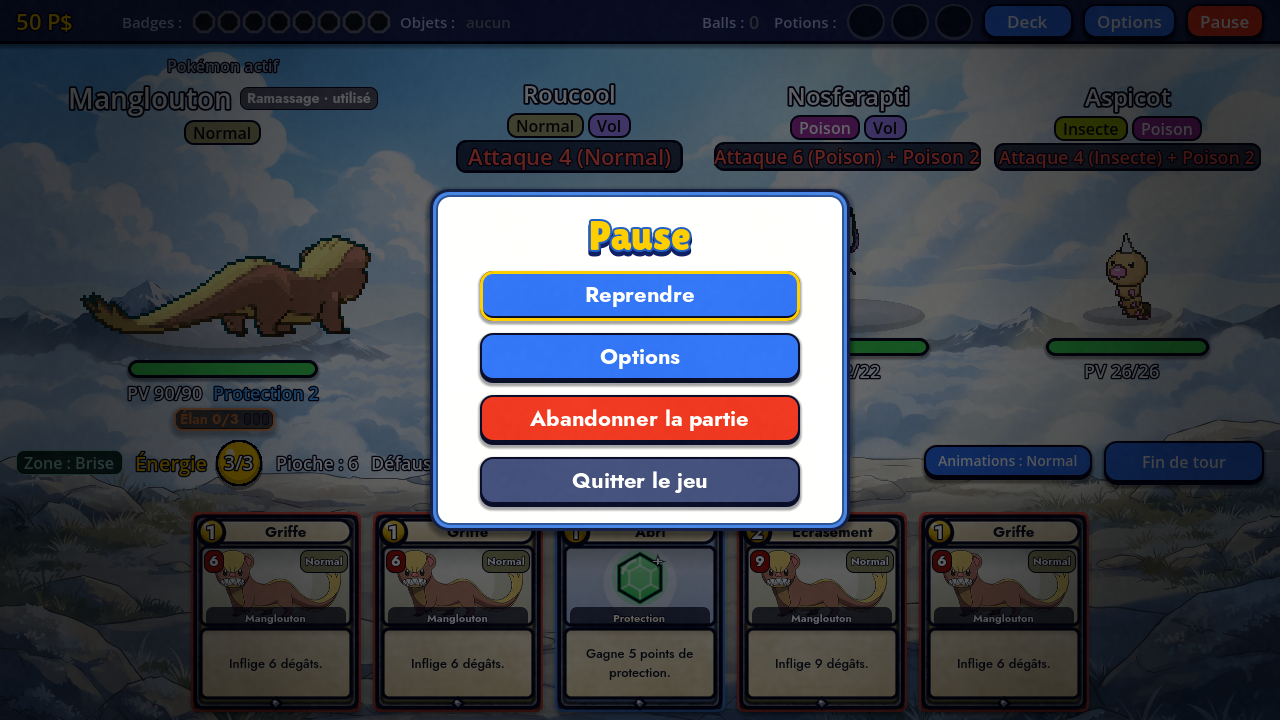 50 P$
Badges :
Objets : aucun
Balls : 0
Potions :
Deck
Options
Pause
Pokémon actif
Manglouton
Ramassage · utilisé
Normal
Roucool
Normal
Vol
Attaque 4 (Normal)
Nosferapti
Poison
Vol
Attaque 6 (Poison) + Poison 2
Aspicot
Insecte
Poison
Attaque 4 (Insecte) + Poison 2
Pause
Reprendre
Options
Abandonner la partie
Quitter le jeu
PV 90/90
Protection 2
Élan 0/3
/22
PV 26/26
Zone : Brise
Énergie
3/3
Pioche : 6
Animations : Normal
Fin de tour
1
Griffe
6
Normal
Manglouton
Inflige 6 dégâts.
1
Griffe
6
Normal
Manglouton
Inflige 6 dégâts.
1
Abri
Protection
Gagne 5 points de
protection.
2
Écrasement
9
Normal
Manglouton
Inflige 9 dégâts.
1
Griffe
6
Normal
Manglouton
Inflige 6 dégâts.